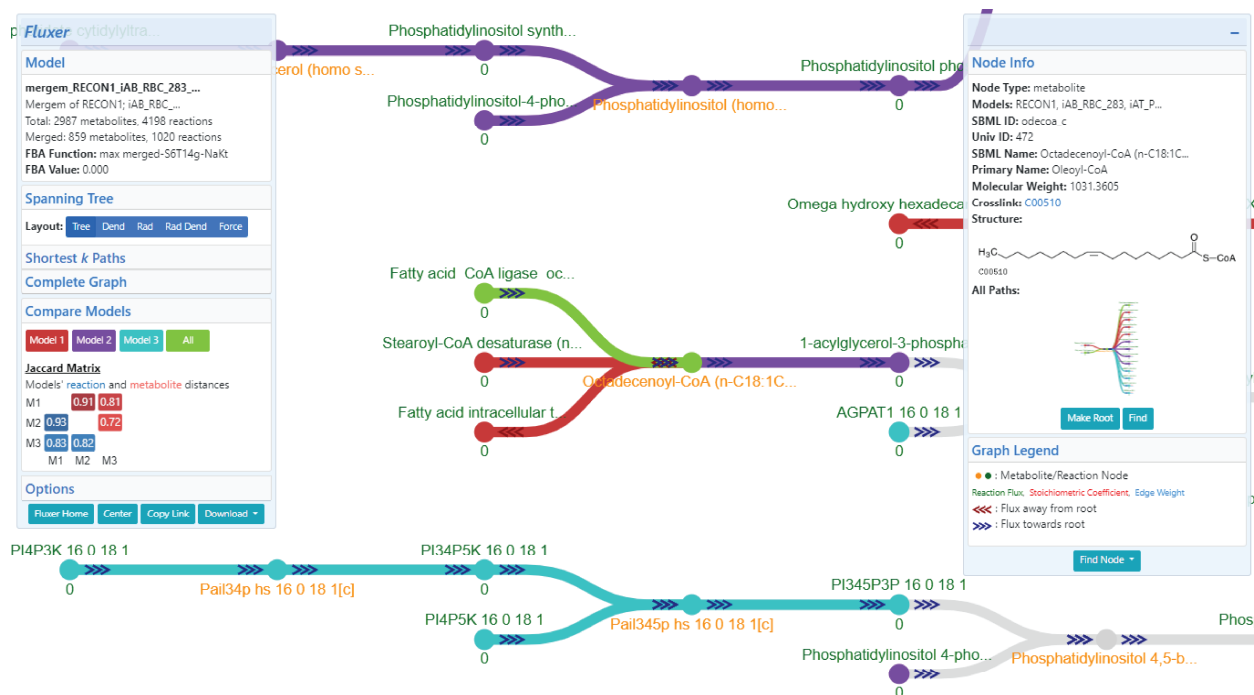 Fluxer
Model
mergem_RECON1_iAB_RBC_283_...
Mergem of RECON1; iAB_RBC_...
Total: 2987 metabolites, 4198 reactions
Merged: 859 metabolites, 1020 reactions
FBA Function: max merged-S6T14g-NaKt
FBA Value: 0.000
Spanning Tree
Layout: Tree Dend Rad Rad Dend Force
Shortest k Paths
Complete Graph
Compare Models
Model 1 Model 2 Model 3 All
Jaccard Matrix
Models' reaction and metabolite distances
M1 0.91 0.81
M2 0.93 0.72
M3 0.83 0.82
M1 M2 M3
Options
Fluxer Home Center Copy Link Download
cytidylyltra...
cerol (homo s...
Phosphatidylinositol synth...
0
Phosphatidylinositol-4-pho...
0
Phosphatidylinositol (homo...
Phosphatidylinositol pho
0
Omega hydroxy hexadeca
0
Fatty acid CoA ligase oc...
0
Stearoyl-CoA desaturase (n...
0
Fatty acid intracellular t...
0
Octadecenoyl-CoA (n-C18:1C...
1-acylglycerol-3-phospha
0
AGPAT1 16 0 18 1
0
PI4P3K 16 0 18 1
0
Pail34p hs 16 0 18 1[c]
PI34P5K 16 0 18 1
0
PI4P5K 16 0 18 1
0
Pail345p hs 16 0 18 1[c]
PI345P3P 16 0 18 1
0
Phosphatidylinositol 4-pho...
0
Phosphatidylinositol 4,5-b...
Phos
Node Info
Node Type: metabolite
Models: RECON1, iAB_RBC_283, iAT_P...
SBML ID: odecoa_c
Univ ID: 472
SBML Name: Octadecenoyl-CoA (n-C18:1C...
Primary Name: Oleoyl-CoA
Molecular Weight: 1031.3605
Crosslink: C00510
Structure:
H₃C
O
S-CoA
C00510
All Paths:
Make Root Find
Graph Legend
: Metabolite/Reaction Node
Reaction Flux, Stoichiometric Coefficient, Edge Weight
: Flux away from root
: Flux towards root
Find Node